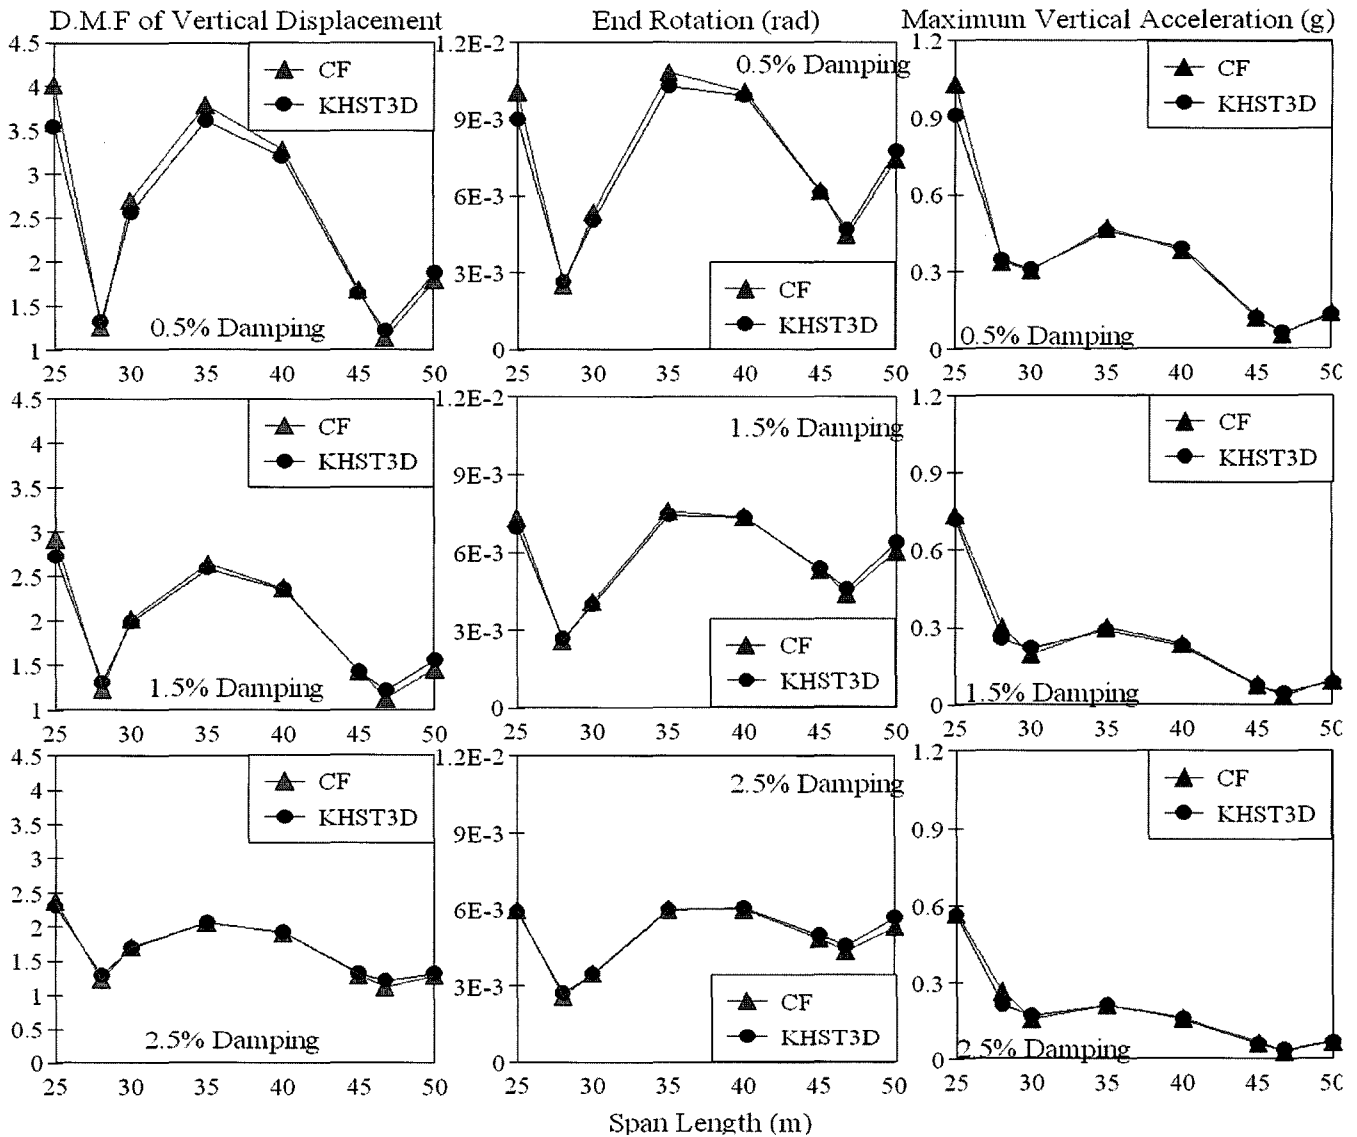 D.M.F of Vertical Displacement
4.5
4
3.5
3
2.5
2
1.5
1
CF
KHST3D
0.5% Damping
25 30 35 40 45 50
End Rotation (rad)
1.2E-2
9E-3
6E-3
3E-3
0
0.5% Damping
CF
KHST3D
25 30 35 40 45 50
Maximum Vertical Acceleration (g)
1.2
0.9
0.6
0.3
0
CF
KHST3D
0.5% Damping
25 30 35 40 45 50
4.5
4
3.5
3
2.5
2
1.5
1
CF
KHST3D
1.5% Damping
25 30 35 40 45 50
1.2E-2
9E-3
6E-3
3E-3
0
1.5% Damping
CF
KHST3D
25 30 35 40 45 50
1.2
0.9
0.6
0.3
0
CF
KHST3D
1.5% Damping
25 30 35 40 45 50
4.5
4
3.5
3
2.5
2
1.5
1
0.5
0
CF
KHST3D
2.5% Damping
25 30 35 40 45 50
1.2E-2
9E-3
6E-3
3E-3
0
2.5% Damping
CF
KHST3D
25 30 35 40 45 50
1.2
0.9
0.6
0.3
0
CF
KHST3D
2.5% Damping
25 30 35 40 45 50
Span Length (m)